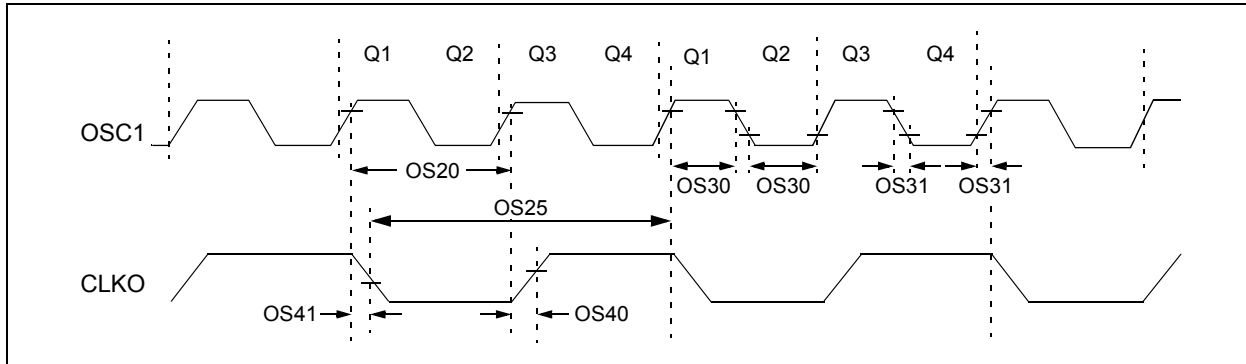 Q1 Q2 Q3 Q4 Q1 Q2 Q3 Q4
OSC1
OS20
OS30 OS30 OS31 OS31
OS25
CLKO
OS41 OS40